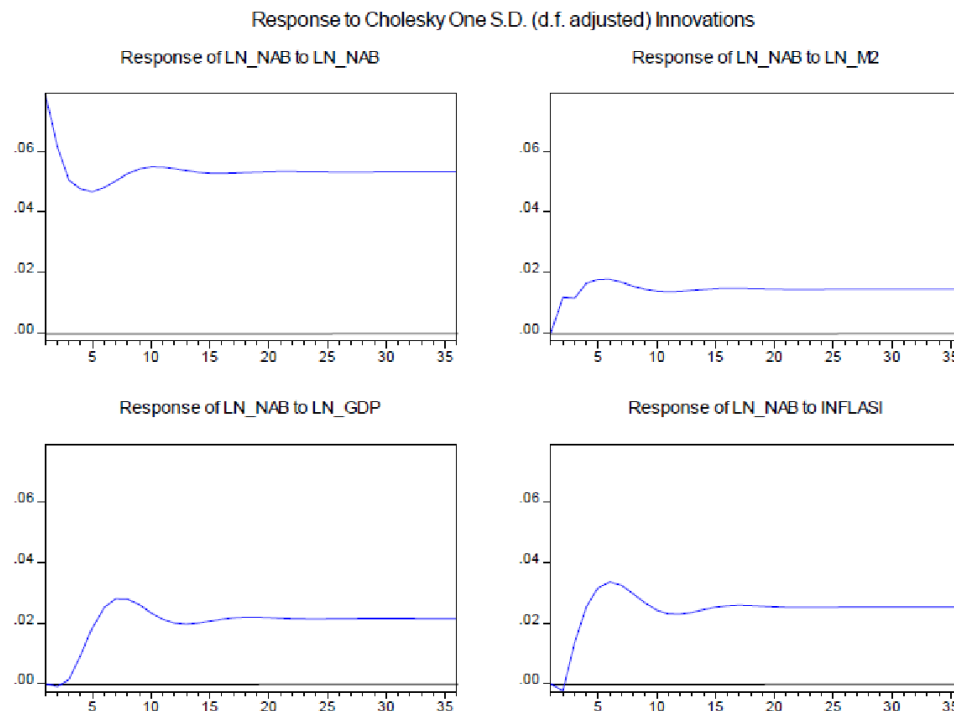 Response to Cholesky One S.D. (d.f. adjusted) Innovations
Response of LN_NAB to LN_NAB
.06
.04
.02
.00
5 10 15 20 25 30 35
Response of LN_NAB to LN_M2
.06
.04
.02
.00
5 10 15 20 25 30 35
Response of LN_NAB to LN_GDP
.06
.04
.02
.00
5 10 15 20 25 30 35
Response of LN_NAB to INFLASI
.06
.04
.02
.00
5 10 15 20 25 30 35